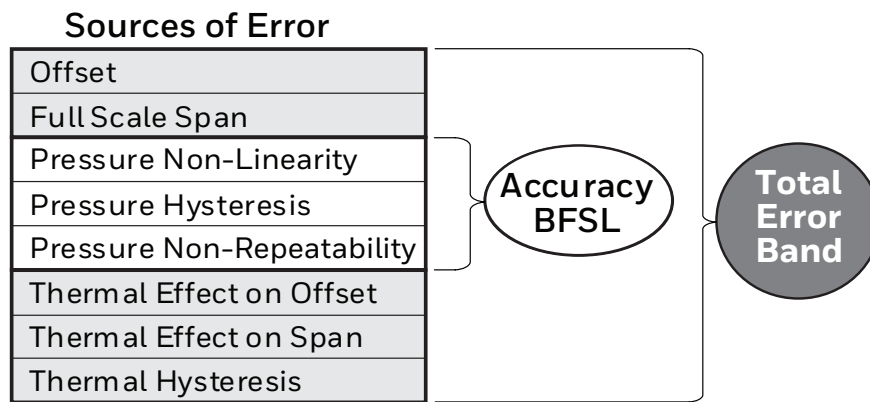 Sources of Error
Offset
Full Scale Span
Pressure Non-Linearity
Pressure Hysteresis
Pressure Non-Repeatability
Thermal Effect on Offset
Thermal Effect on Span
Thermal Hysteresis
Accuracy
BFSL
Total
Error
Band